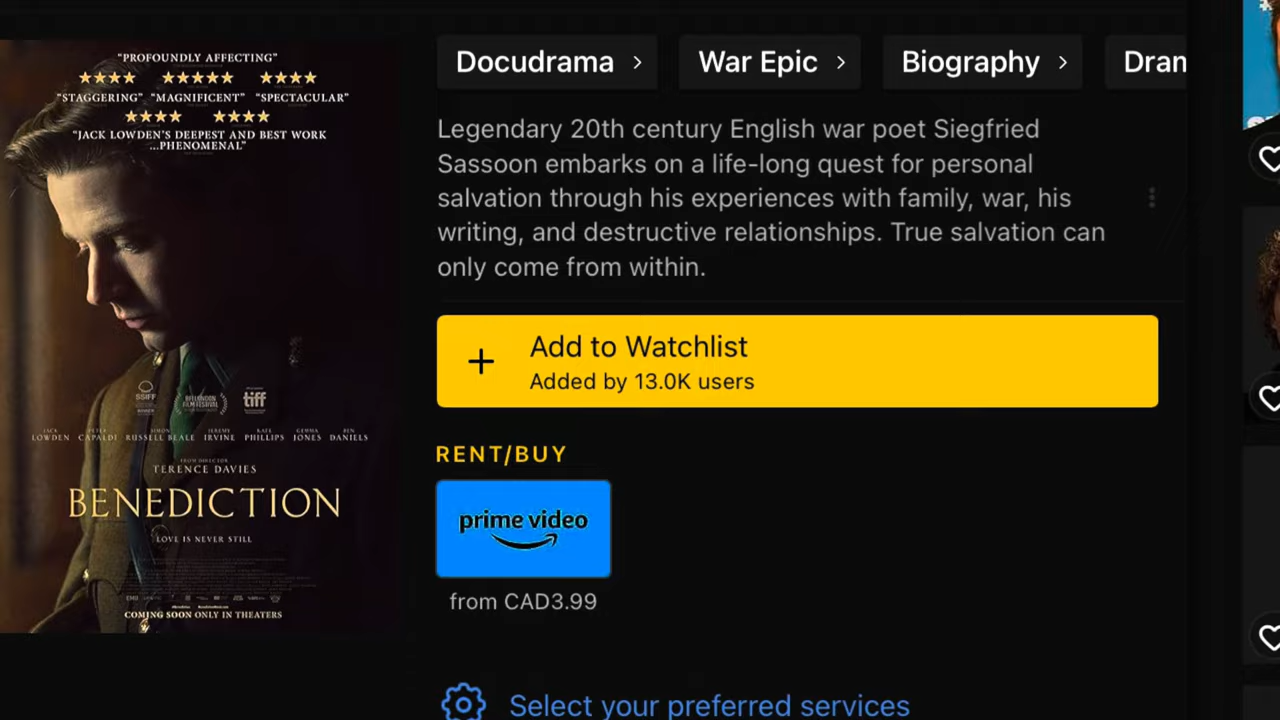 Docudrama
War Epic
Biography
Dram
Legendary 20th century English war poet Siegfried
Sassoon embarks on a life-long quest for personal
salvation through his experiences with family, war, his
writing, and destructive relationships. True salvation can
only come from within.
Add to Watchlist
Added by 13.0K users
RENT/BUY
prime video
from CAD3.99
Select your preferred services
“PROFOUNDLY AFFECTING”
“STAGGERING” “MAGNIFICENT” “SPECTACULAR”
“JACK LOWDEN’S DEEPEST AND BEST WORK
...PHENOMENAL”
SSIFF
tiff
JACK LOWDEN PETER CAPALDI SIMON RUSSELL BEALE JEREMY IRVINE KATE PHILLIPS GEMMA JONES BEN DANIELS
FROM DIRECTOR
TERENCE DAVIES
BENEDICTION
LOVE IS NEVER STILL
COMING SOON ONLY IN THEATERS